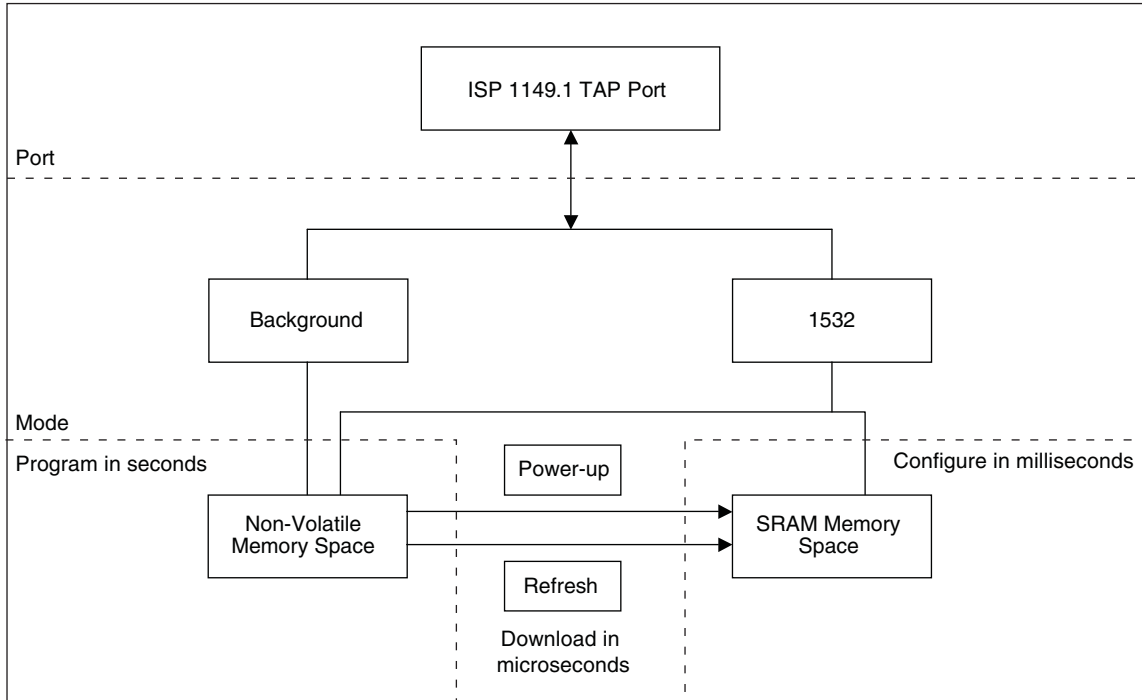 ISP 1149.1 TAP Port
Port
Background
1532
Mode
Program in seconds
Power-up
Configure in milliseconds
Non-Volatile
Memory Space
SRAM Memory
Space
Refresh
Download in
microseconds